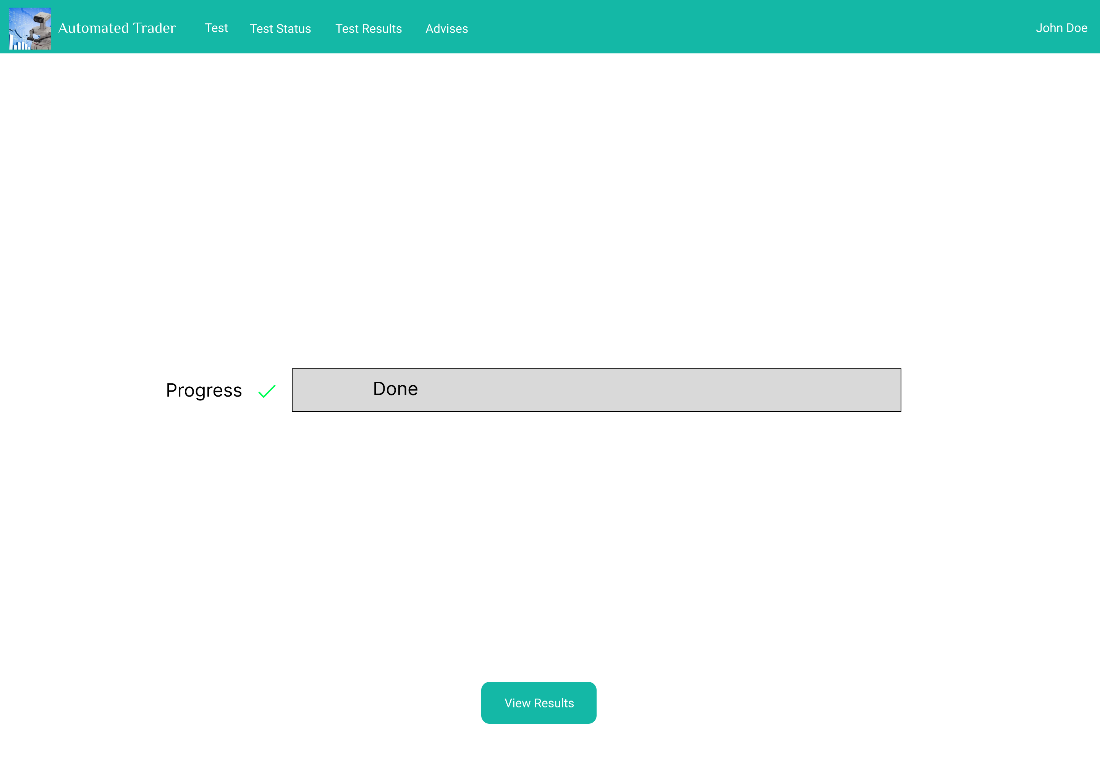 Automated Trader Test Test Status Test Results Advises John Doe
Progress Done
View Results